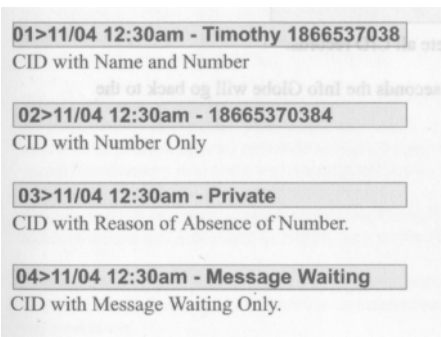 01>11/04 12:30am - Timothy 1866537038
CID with Name and Number
02>11/04 12:30am - 18665370384
CID with Number Only
03>11/04 12:30am - Private
CID with Reason of Absence of Number.
04>11/04 12:30am - Message Waiting
CID with Message Waiting Only.